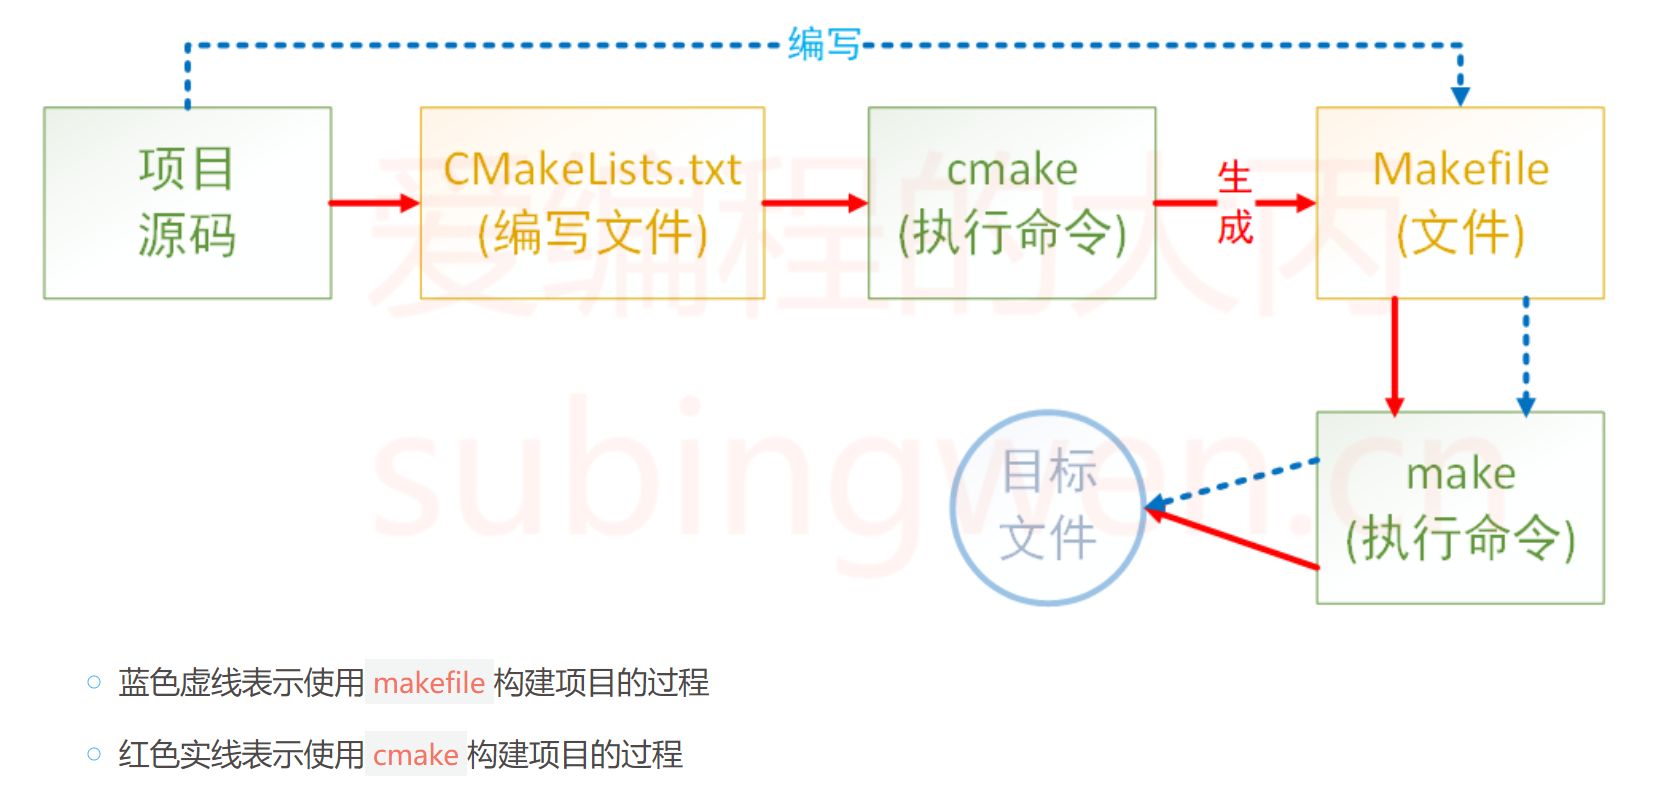 编写
项目
源码
CMakeLists.txt
(编写文件)
cmake
(执行命令)
生
成
Makefile
(文件)
爱编程的大丙
subingwen.cn
目标
文件
make
(执行命令)
蓝色虚线表示使用 makefile 构建项目的过程
红色实线表示使用 cmake 构建项目的过程